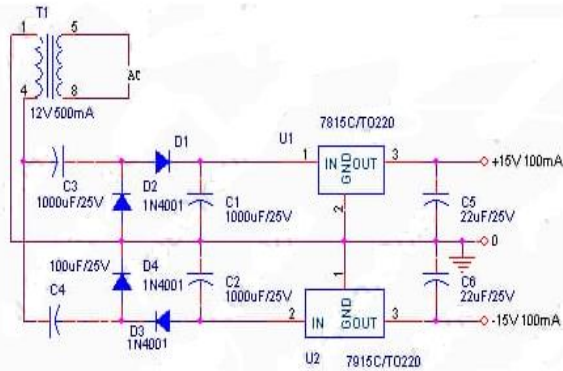 T1
1
5
AC
4
8
12V 500mA
D1
U1
7815C/TO220
1
IN
OUT
GND
3
+15V 100mA
C3
1000uF/25V
D2
1N4001
C1
1000uF/25V
2
C5
22uF/25V
0
100uF/25V
D4
1N4001
C2
1000uF/25V
1
C6
22uF/25V
C4
D3
1N4001
2
IN
GND
OUT
3
-15V 100mA
U2
7915C/TO220